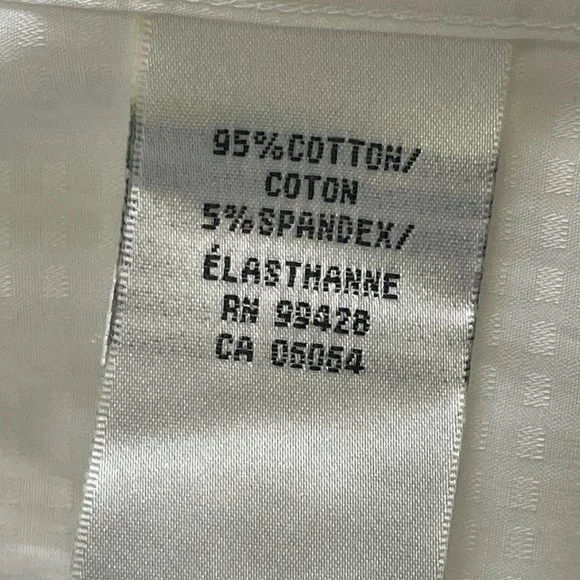 95%COTTON/
COTON
5%SPANDEX/
ÉLASTHANNE
RN 99428
CA 05054